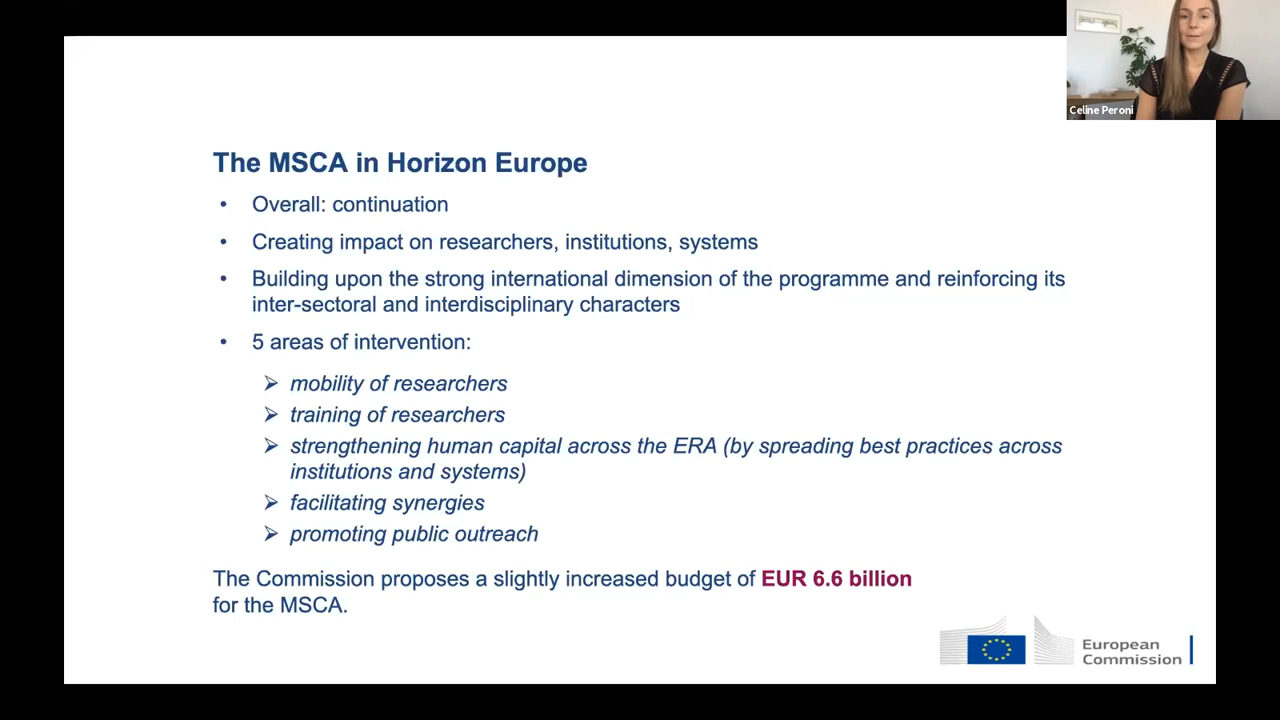 Celine Peroni
The MSCA in Horizon Europe
• Overall: continuation
• Creating impact on researchers, institutions, systems
• Building upon the strong international dimension of the programme and reinforcing its
inter-sectoral and interdisciplinary characters
• 5 areas of intervention:
➢ mobility of researchers
➢ training of researchers
➢ strengthening human capital across the ERA (by spreading best practices across
institutions and systems)
➢ facilitating synergies
➢ promoting public outreach
The Commission proposes a slightly increased budget of EUR 6.6 billion
for the MSCA.
European
Commission